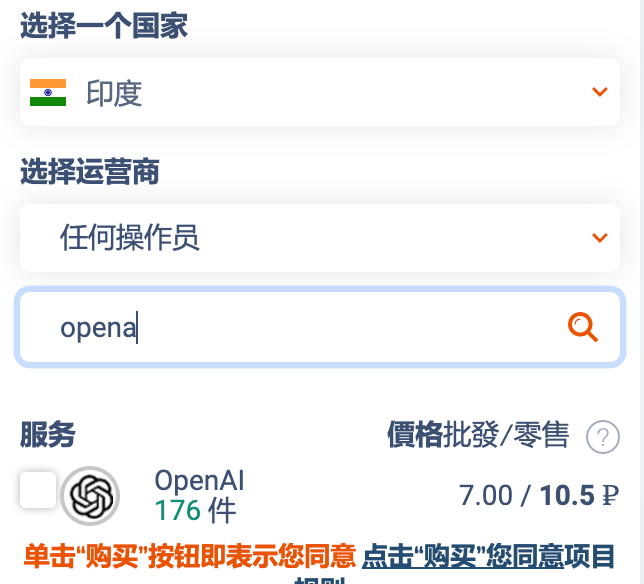 选择一个国家
印度
选择运营商
任何操作员
opena
服务 價格批發/零售 ?
OpenAI
176 件 7.00 / 10.5 ₽
单击“购买”按钮即表示您同意 点击“购买”您同意项目
规则